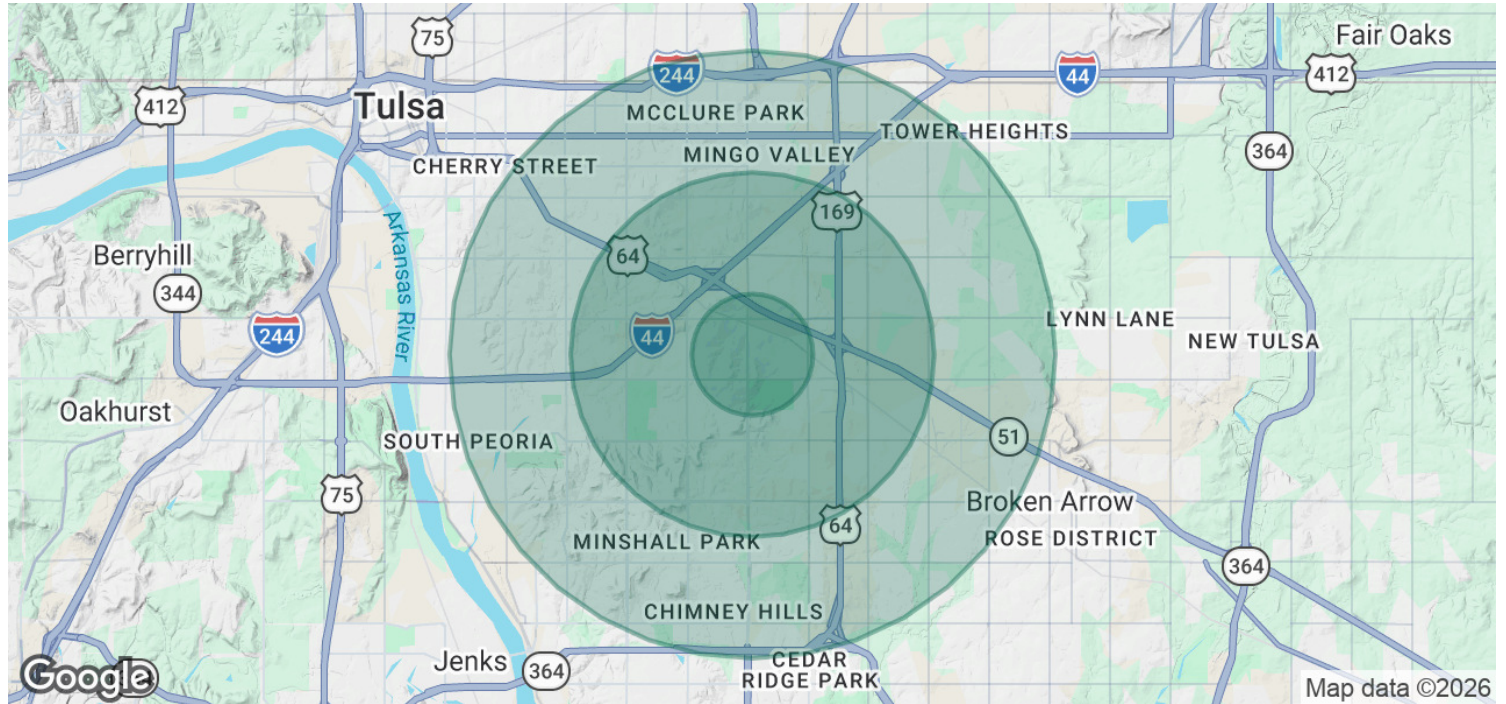 75
Fair Oaks
244
44
412
412
Tulsa
MCCLURE PARK
TOWER HEIGHTS
364
MINGO VALLEY
CHERRY STREET
169
Arkansas River
Berryhill
64
344
LYNN LANE
244
44
NEW TULSA
Oakhurst
SOUTH PEORIA
51
75
Broken Arrow
64
ROSE DISTRICT
MINSHALL PARK
364
CHIMNEY HILLS
Jenks
364
CEDAR
RIDGE PARK
Google
Map data ©2026